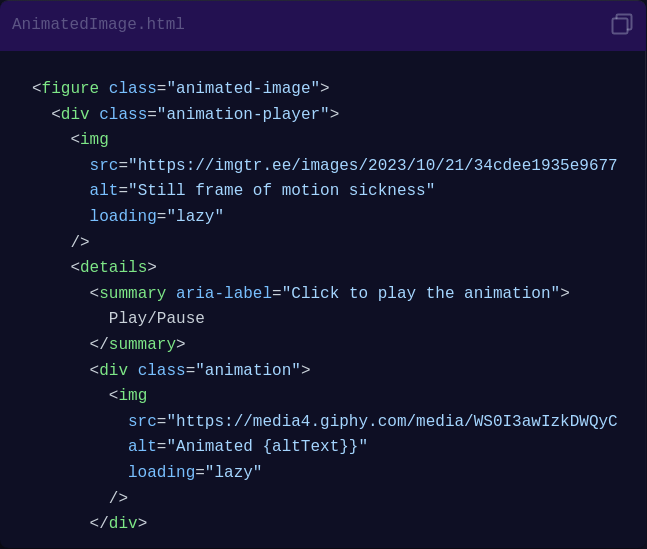 AnimatedImage.html
<figure class="animated-image">
<div class="animation-player">
<img
src="https://imgtr.ee/images/2023/10/21/34cdee1935e9677
alt="Still frame of motion sickness"
loading="lazy"
/>
<details>
<summary aria-label="Click to play the animation">
Play/Pause
</summary>
<div class="animation">
<img
src="https://media4.giphy.com/media/WS0I3awIzkDWQyC
alt="Animated {altText}}"
loading="lazy"
/>
</div>